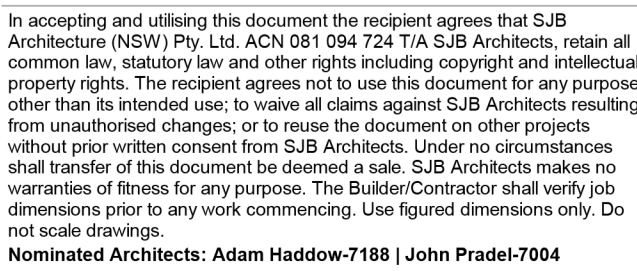 In accepting and utilising this document the recipient agrees that SJB
Architecture (NSW) Pty. Ltd. ACN 081 094 724 T/A SJB Architects, retain all
common law, statutory law and other rights including copyright and intellectual
property rights. The recipient agrees not to use this document for any purpose
other than its intended use; to waive all claims against SJB Architects resulting
from unauthorised changes; or to reuse the document on other projects
without prior written consent from SJB Architects. Under no circumstances
shall transfer of this document be deemed a sale. SJB Architects makes no
warranties of fitness for any purpose. The Builder/Contractor shall verify job
dimensions prior to any work commencing. Use figured dimensions only. Do
not scale drawings.
Nominated Architects: Adam Haddow-7188 | John Pradel-7004